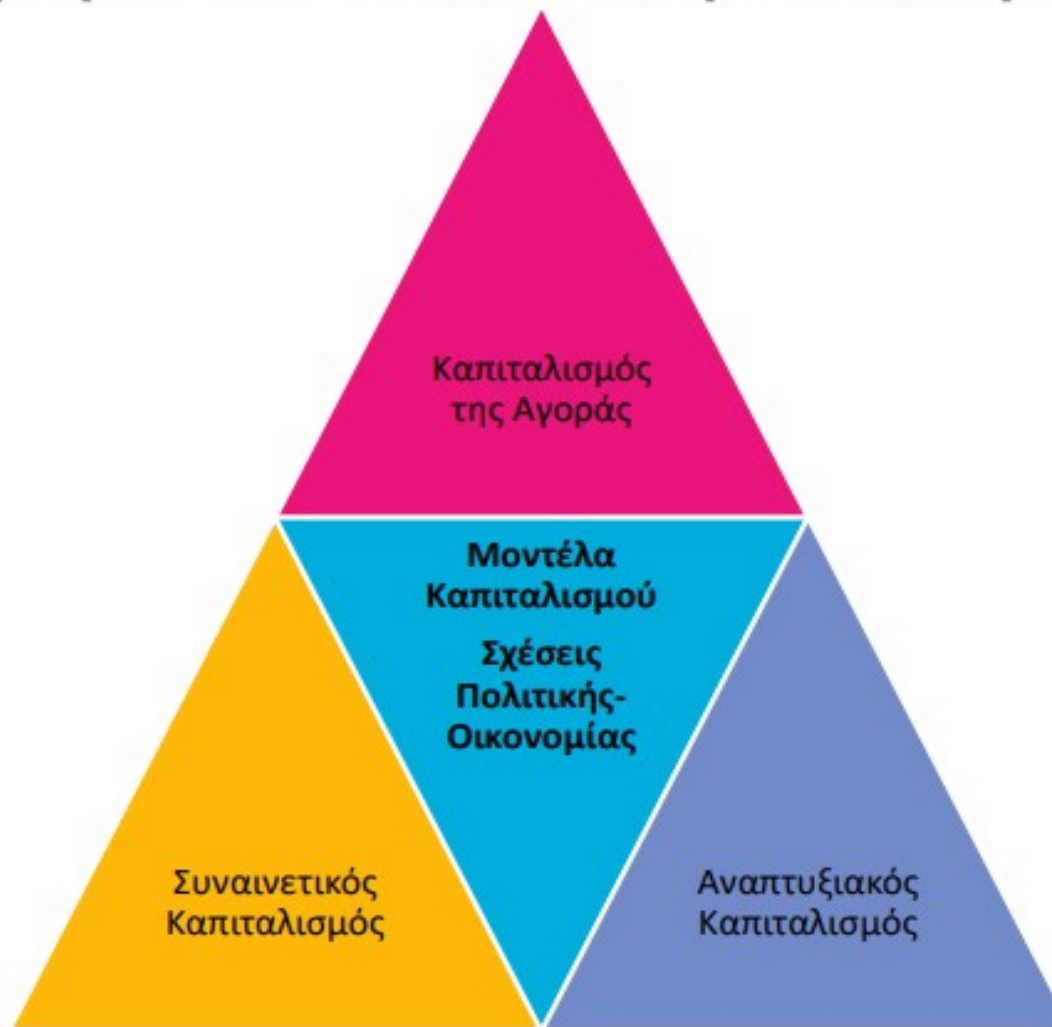 Καπιταλισμός
της Αγοράς
Μοντέλα
Καπιταλισμού
Σχέσεις
Πολιτικής-
Οικονομίας
Συναινετικός
Καπιταλισμός
Αναπτυξιακός
Καπιταλισμός